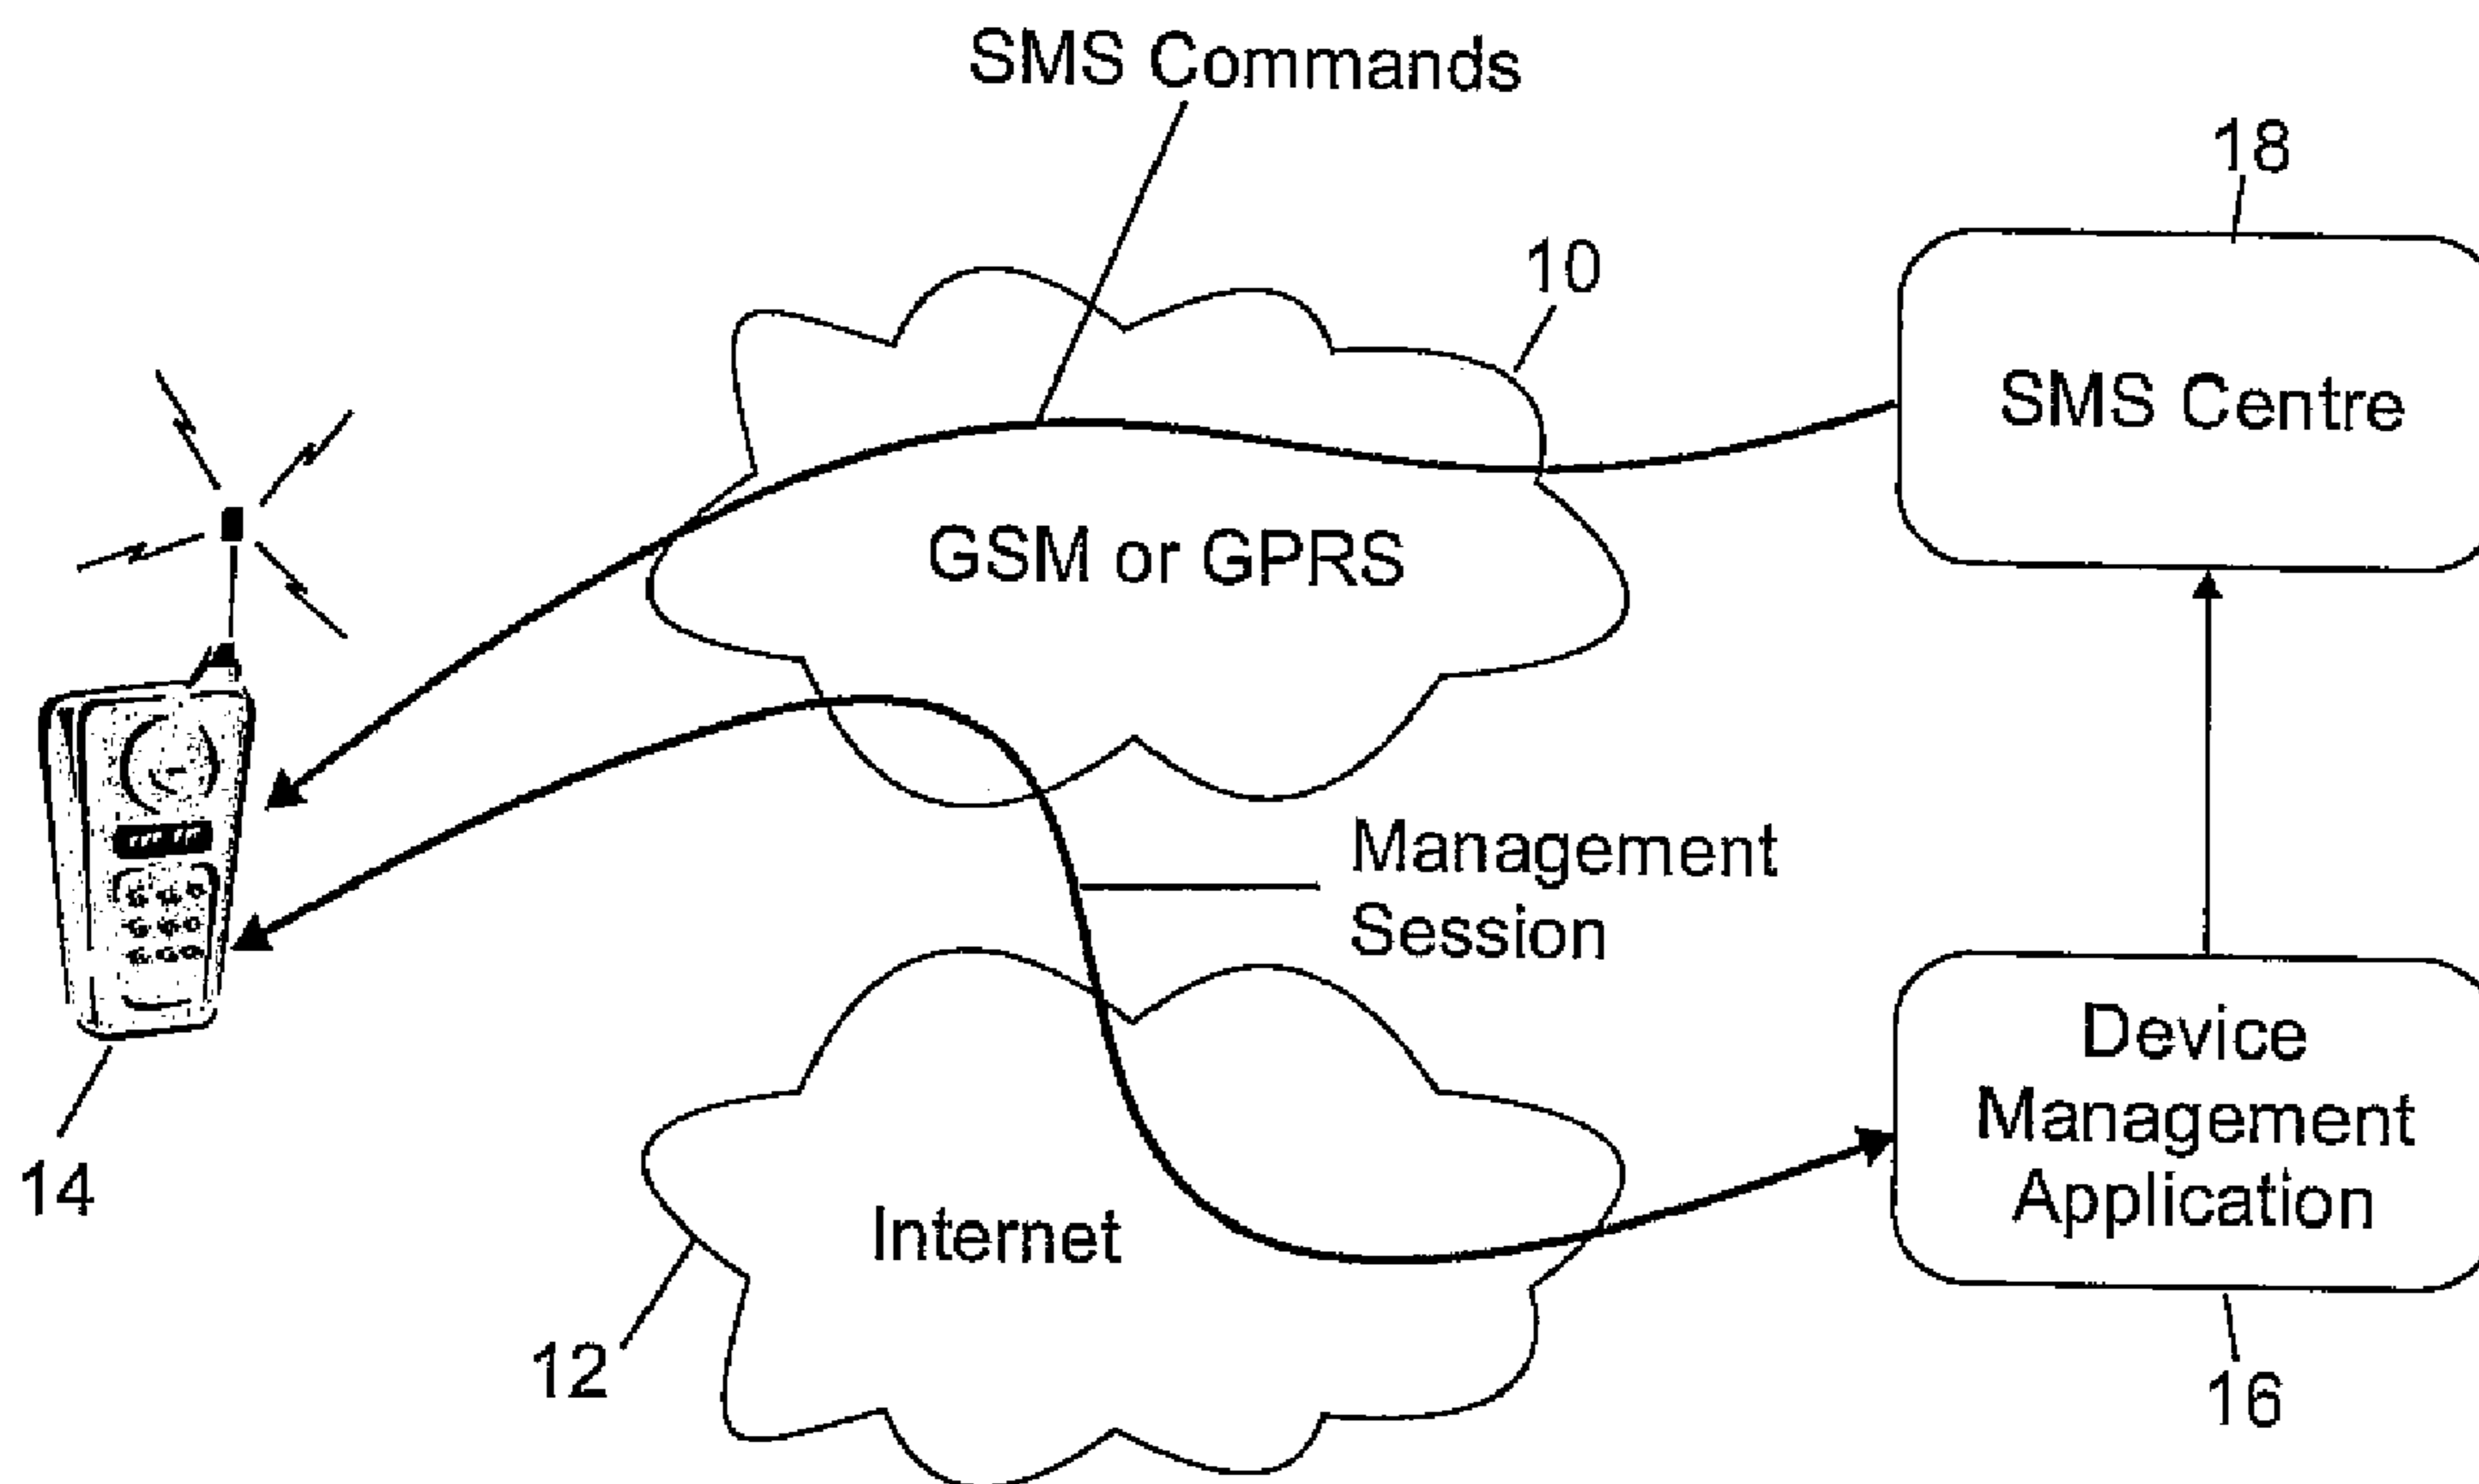 SMS Commands
18
10
SMS Centre
GSM or GPRS
Management
Session
Device
Management
Application
14
Internet
12
16